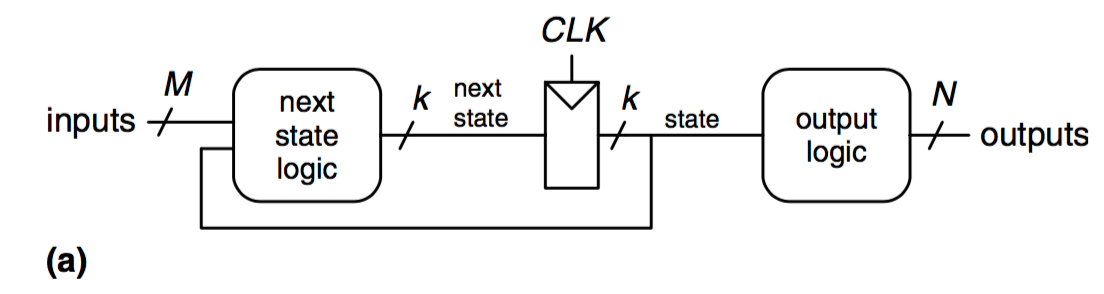 CLK
inputs
M
next
state
logic
k
next
state
k
state
output
logic
N
outputs
(a)